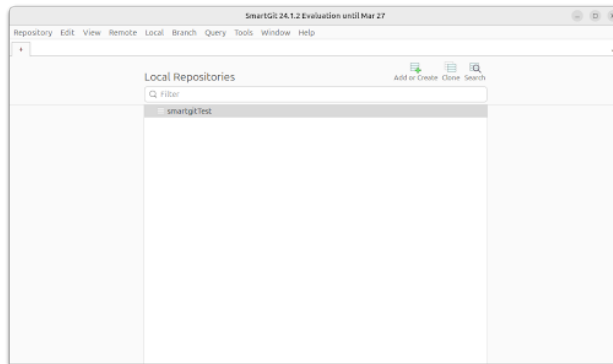 SmartGit 24.1.2 Evaluation until Mar 27
Repository Edit View Remote Local Branch Query Tools Window Help
+
Local Repositories
Add or Create Clone Search
Filter
smartgitTest